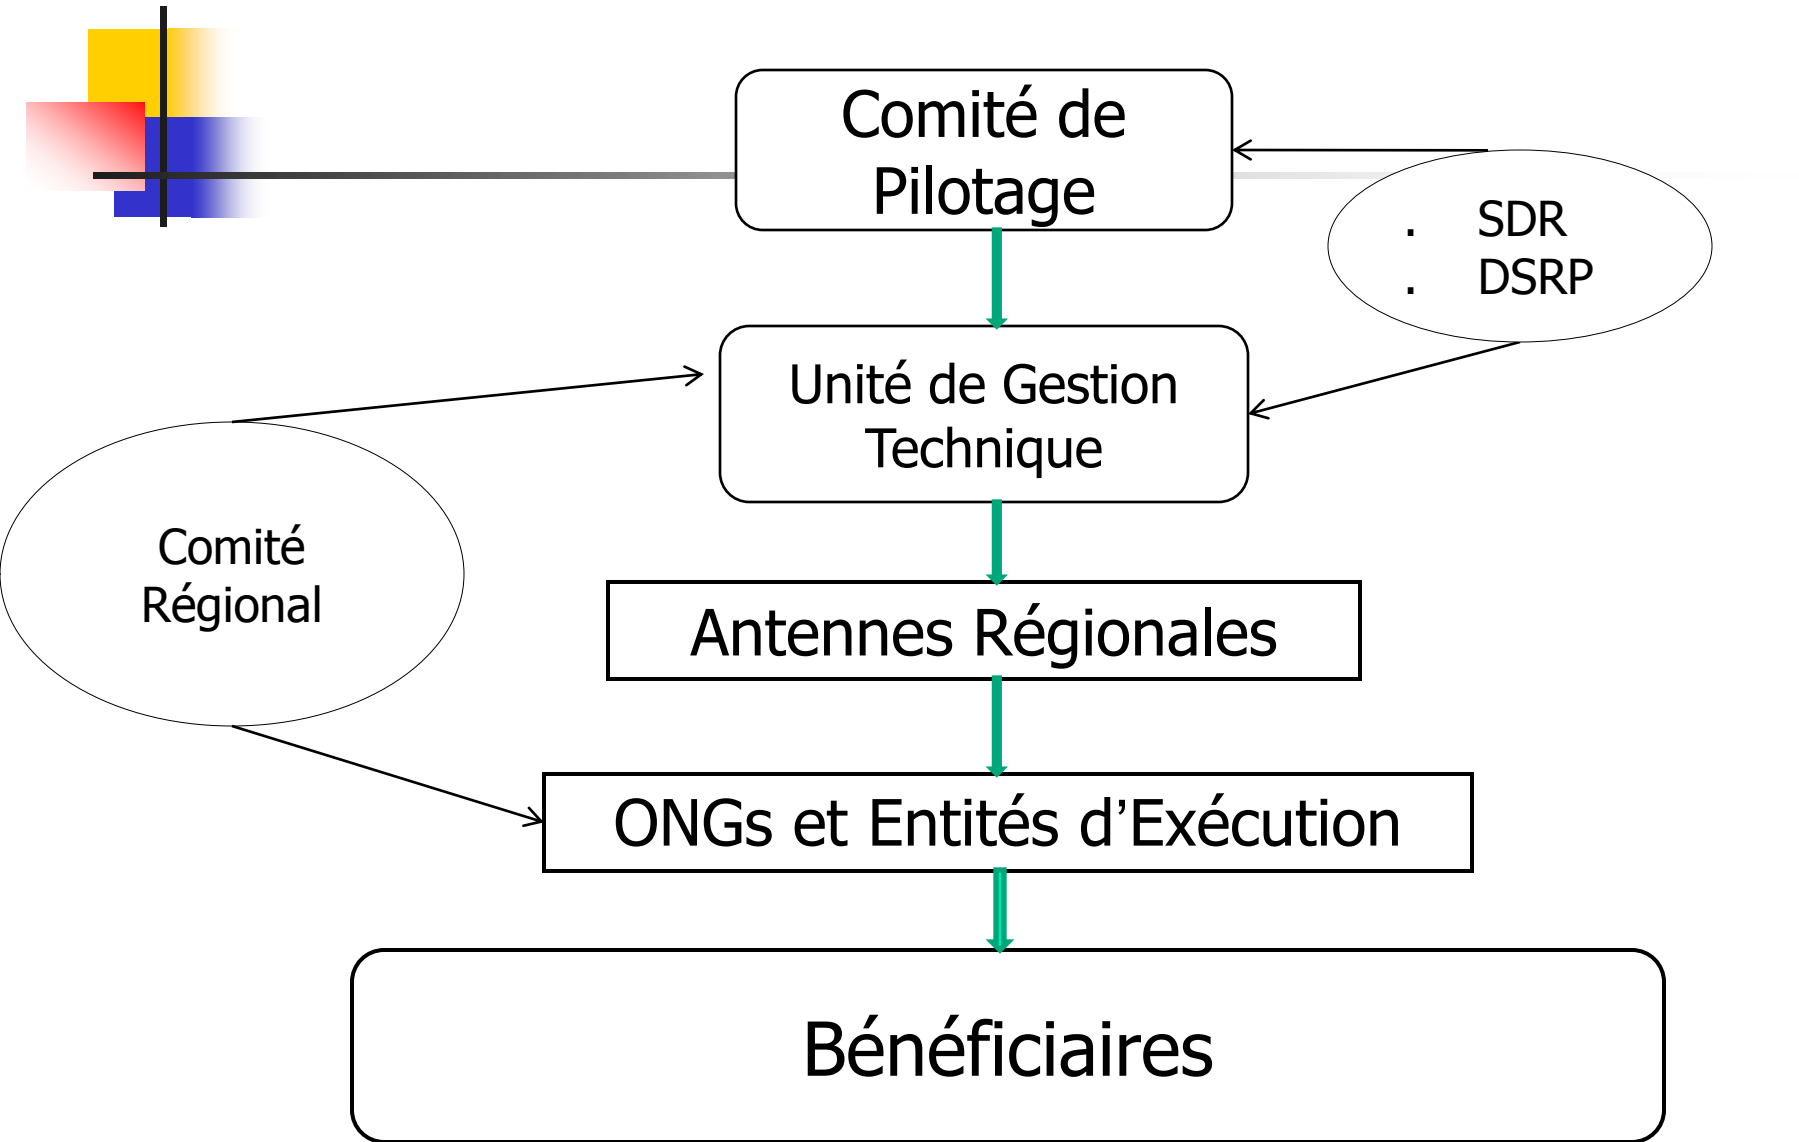 Comité de
Pilotage
. SDR
. DSRP
Unité de Gestion
Technique
Comité
Régional
Antennes Régionales
ONGs et Entités d’Exécution
Bénéficiaires